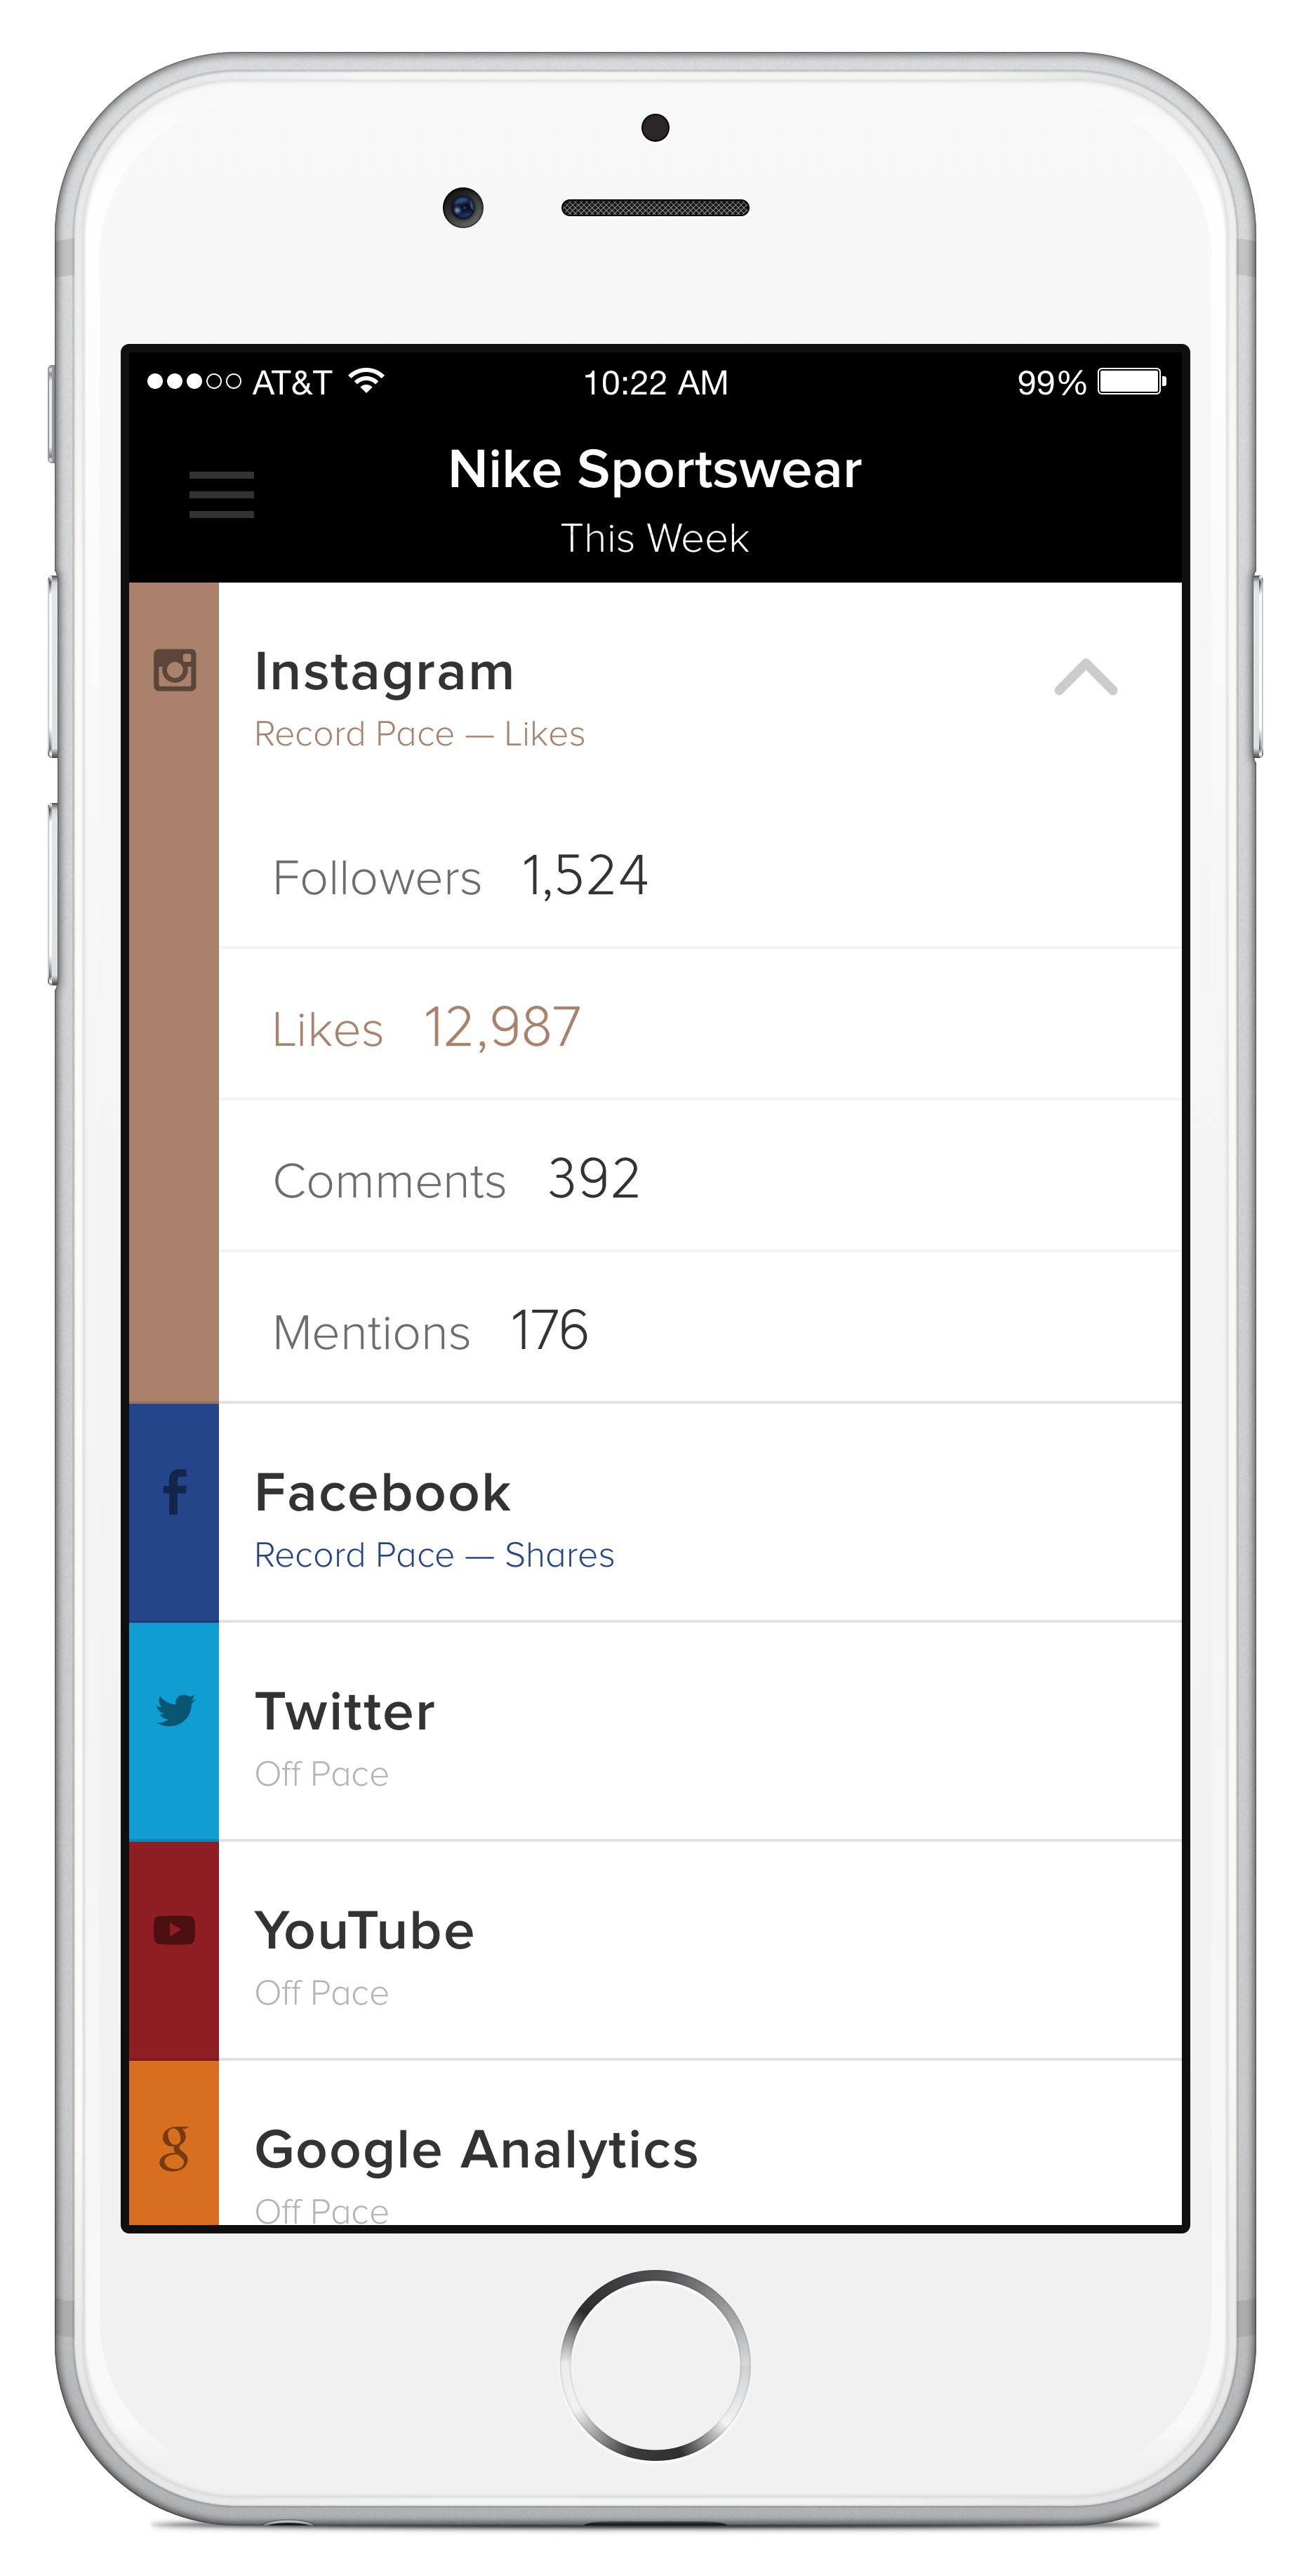 AT&T 10:22 AM 99%
Nike Sportswear
This Week
Instagram
Record Pace — Likes
Followers 1,524
Likes 12,987
Comments 392
Mentions 176
f Facebook
Record Pace — Shares
Twitter
Off Pace
YouTube
Off Pace
g Google Analytics
Off Pace